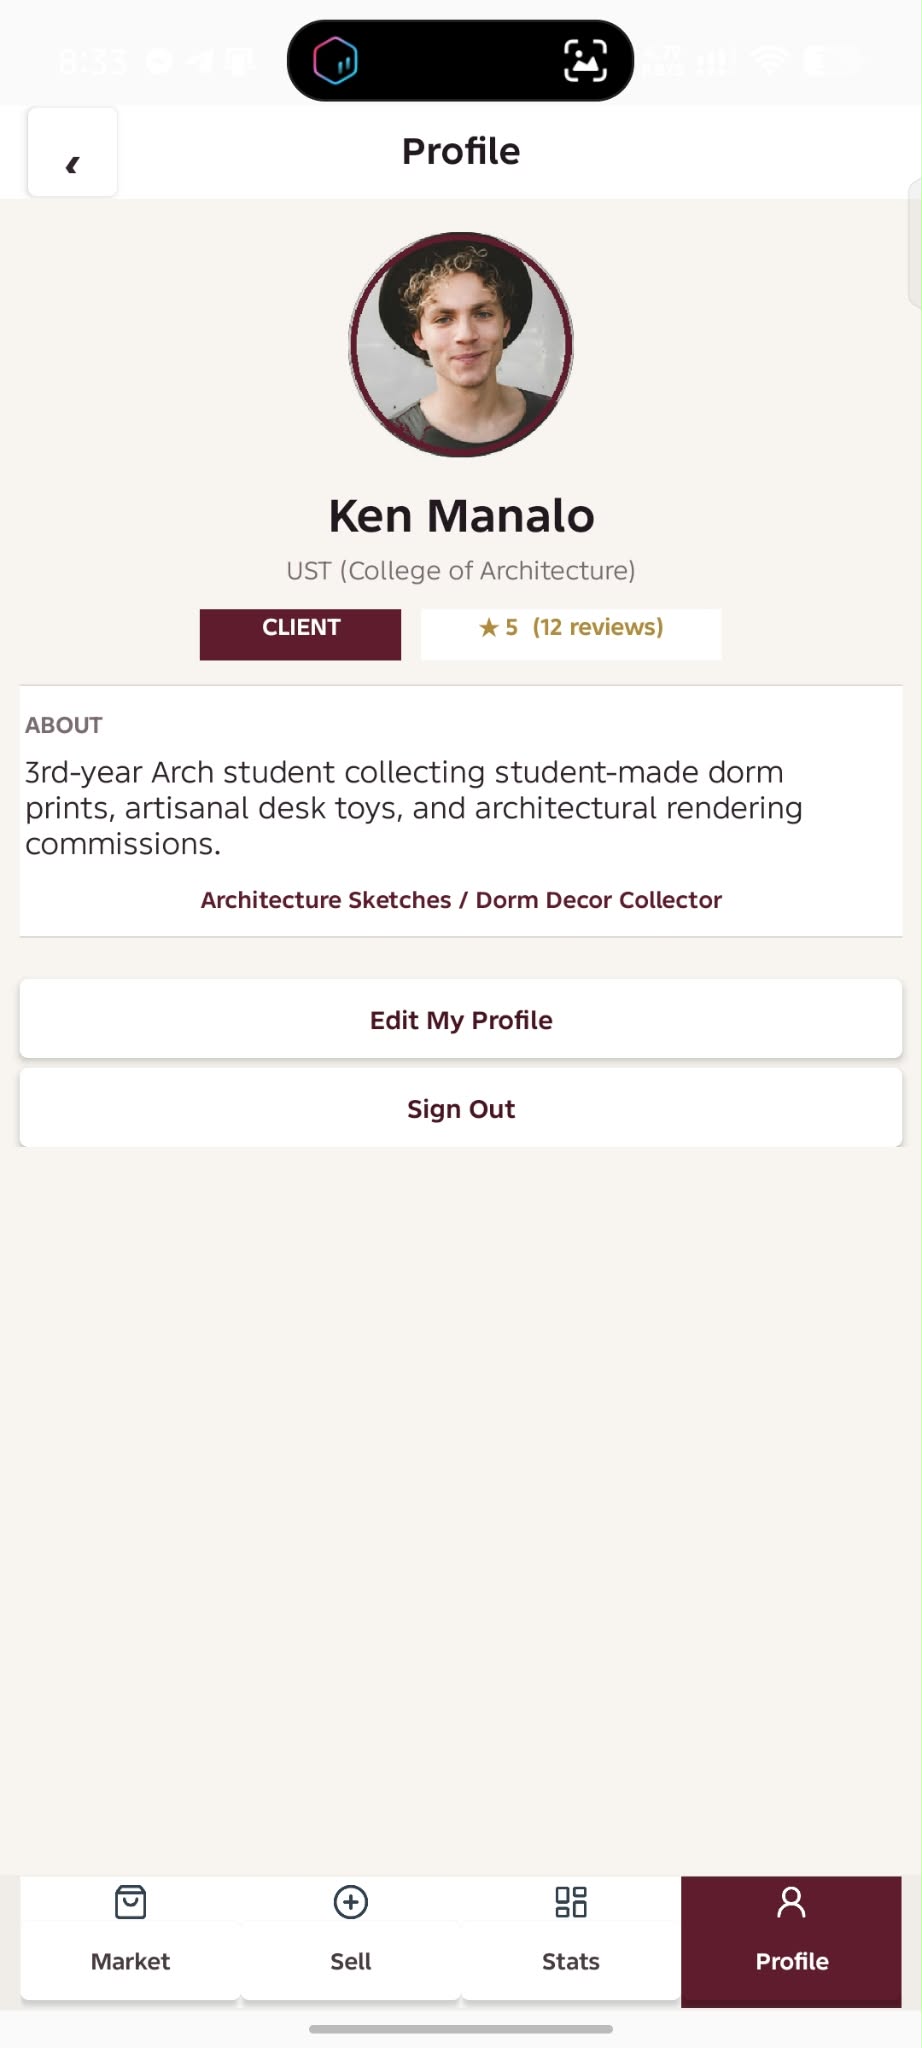 8:33
Profile
Ken Manalo
UST (College of Architecture)
CLIENT
★ 5 (12 reviews)
ABOUT
3rd-year Arch student collecting student-made dorm
prints, artisanal desk toys, and architectural rendering
commissions.
Architecture Sketches / Dorm Decor Collector
Edit My Profile
Sign Out
Market
Sell
Stats
Profile